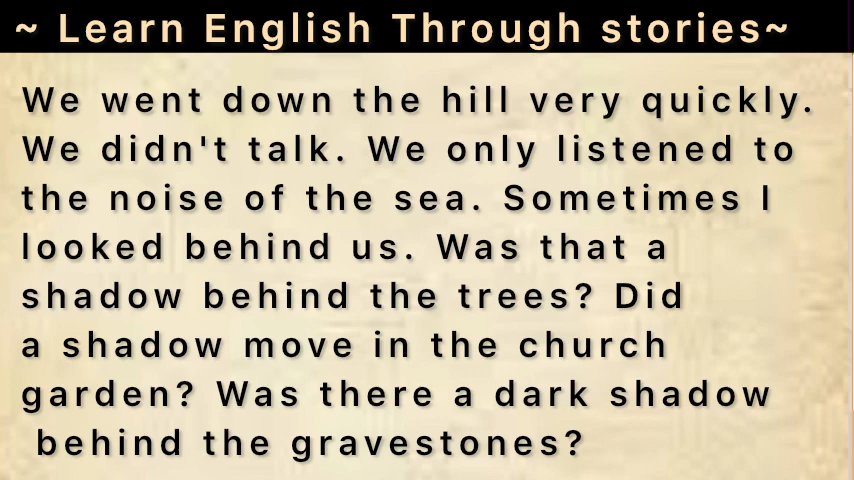 ~ Learn English Through stories~
We went down the hill very quickly.
We didn't talk. We only listened to
the noise of the sea. Sometimes I
looked behind us. Was that a
shadow behind the trees? Did
a shadow move in the church
garden? Was there a dark shadow
behind the gravestones?